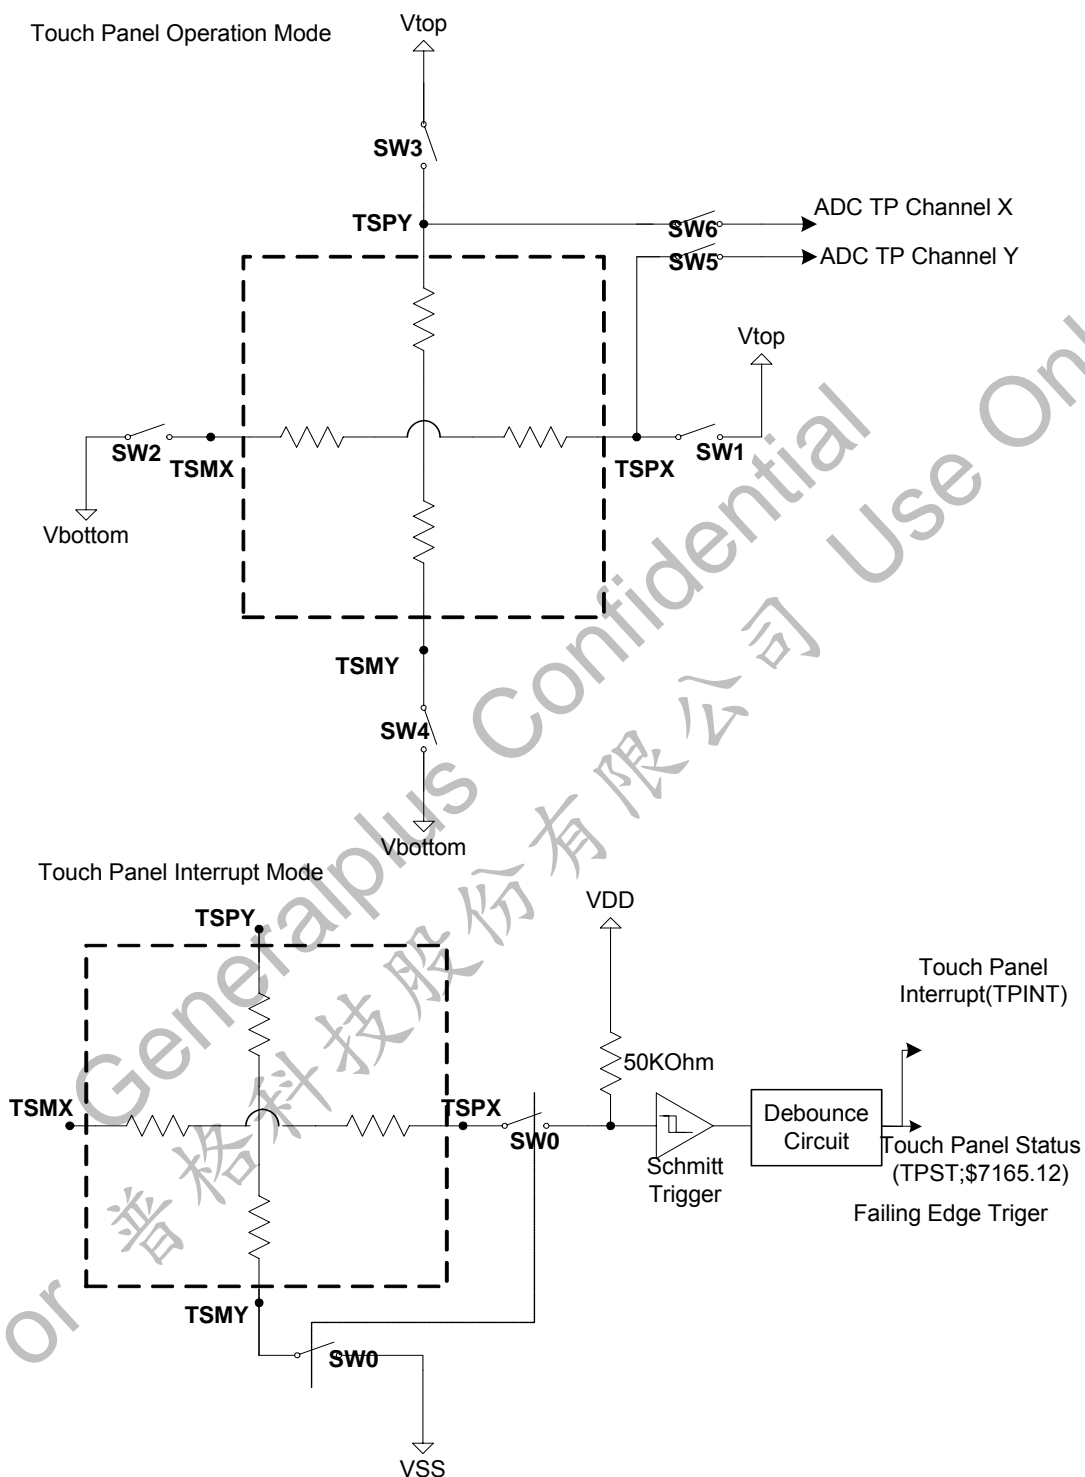 Touch Panel Operation Mode
Vtop
SW3
TSPY
SW6
ADC TP Channel X
SW5
ADC TP Channel Y
Vtop
SW2
TSMX
TSPX
SW1
Vbottom
TSMY
SW4
Vbottom
Touch Panel Interrupt Mode
TSPY
VDD
Touch Panel
Interrupt(TPINT)
50KOhm
TSMX
TSPX
SW0
Schmitt
Trigger
Debounce
Circuit
Touch Panel Status
(TPST;$7165.12)
Failing Edge Triger
TSMY
SW0
VSS
Generalplus Confidential
普格科技股份有限公司
or
Use Onl